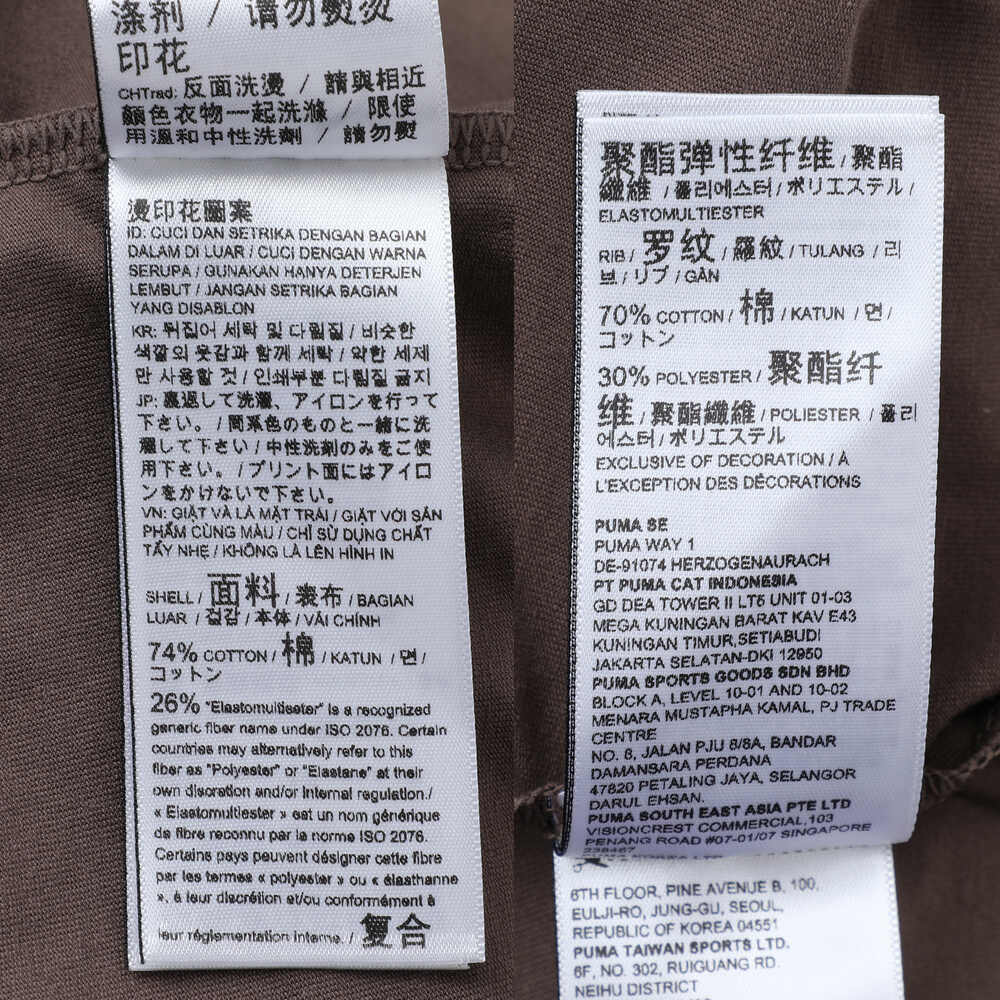 涤剂 / 请勿熨烫
印花
CHTrad: 反面洗燙 / 請與相近
顏色衣物一起洗滌 / 限使
用溫和中性洗劑 / 請勿熨
燙印花圖案
ID: CUCI DAN SETRIKA DENGAN BAGIAN
DALAM DI LUAR / CUCI DENGAN WARNA
SERUPA / GUNAKAN HANYA DETERJEN
LEMBUT / JANGAN SETRIKA BAGIAN
YANG DISABLON
KR: 뒤집어 세탁 및 다림질 / 비슷한
색깔의 옷감과 함께 세탁 / 약한 세제
만 사용할 것 / 인쇄부분 다림질 금지
JP: 裏返して洗濯、アイロンを行って
下さい。 / 同系色のものと一緒に洗
濯して下さい / 中性洗剤のみをご使
用下さい。 / プリント面にはアイロ
ンをかけないで下さい。
VN: GIẶT VÀ LÀ MẶT TRÁI / GIẶT VỚI SẢN
PHẨM CÙNG MÀU / CHỈ SỬ DỤNG CHẤT
TẨY NHẸ / KHÔNG LÀ LÊN HÌNH IN
SHELL / 面料 / 表布 / BAGIAN
LUAR / 겉감 / 本体 / VẢI CHÍNH
74% COTTON / 棉 / KATUN / 면 /
コットン
26% "Elastomultiester" is a recognized
generic fiber name under ISO 2076. Certain
countries may alternatively refer to this
fiber as "Polyester" or "Elastane" at their
own discretion and/or internal regulation./
« Elastomultiester » est un nom générique
de fibre reconnu par la norme ISO 2076.
Certains pays peuvent désigner cette fibre
par les termes « polyester » ou « élasthanne
», à leur discrétion et/ou conformément à
leur réglementation interne. / 复合
聚酯弹性纤维 / 聚酯
纖維 / 폴리에스터 / ポリエステル /
ELASTOMULTIESTER
RIB / 罗纹 / 羅紋 / TULANG / 리
브 / リブ / GÂN
70% COTTON / 棉 / KATUN / 면 /
コットン
30% POLYESTER / 聚酯纤
维 / 聚酯纖維 / POLIESTER / 폴리
에스터 / ポリエステル
EXCLUSIVE OF DECORATION / À
L'EXCEPTION DES DÉCORATIONS
PUMA SE
PUMA WAY 1
DE-91074 HERZOGENAURACH
PT PUMA CAT INDONESIA
GD DEA TOWER II LT5 UNIT 01-03
MEGA KUNINGAN BARAT KAV E43
KUNINGAN TIMUR,SETIABUDI
JAKARTA SELATAN-DKI 12950
PUMA SPORTS GOODS SDN BHD
BLOCK A, LEVEL 10-01 AND 10-02
MENARA MUSTAPHA KAMAL, PJ TRADE
CENTRE
NO. 8, JALAN PJU 8/8A, BANDAR
DAMANSARA PERDANA
47820 PETALING JAYA, SELANGOR
DARUL EHSAN.
PUMA SOUTH EAST ASIA PTE LTD
VISIONCREST COMMERCIAL,103
PENANG ROAD #07-01/07 SINGAPORE
238467
PUMA KOREA LTD
6TH FLOOR, PINE AVENUE B, 100,
EULJI-RO, JUNG-GU, SEOUL,
REPUBLIC OF KOREA 04551
PUMA TAIWAN SPORTS LTD.
6F, NO. 302, RUIGUANG RD.
NEIHU DISTRICT